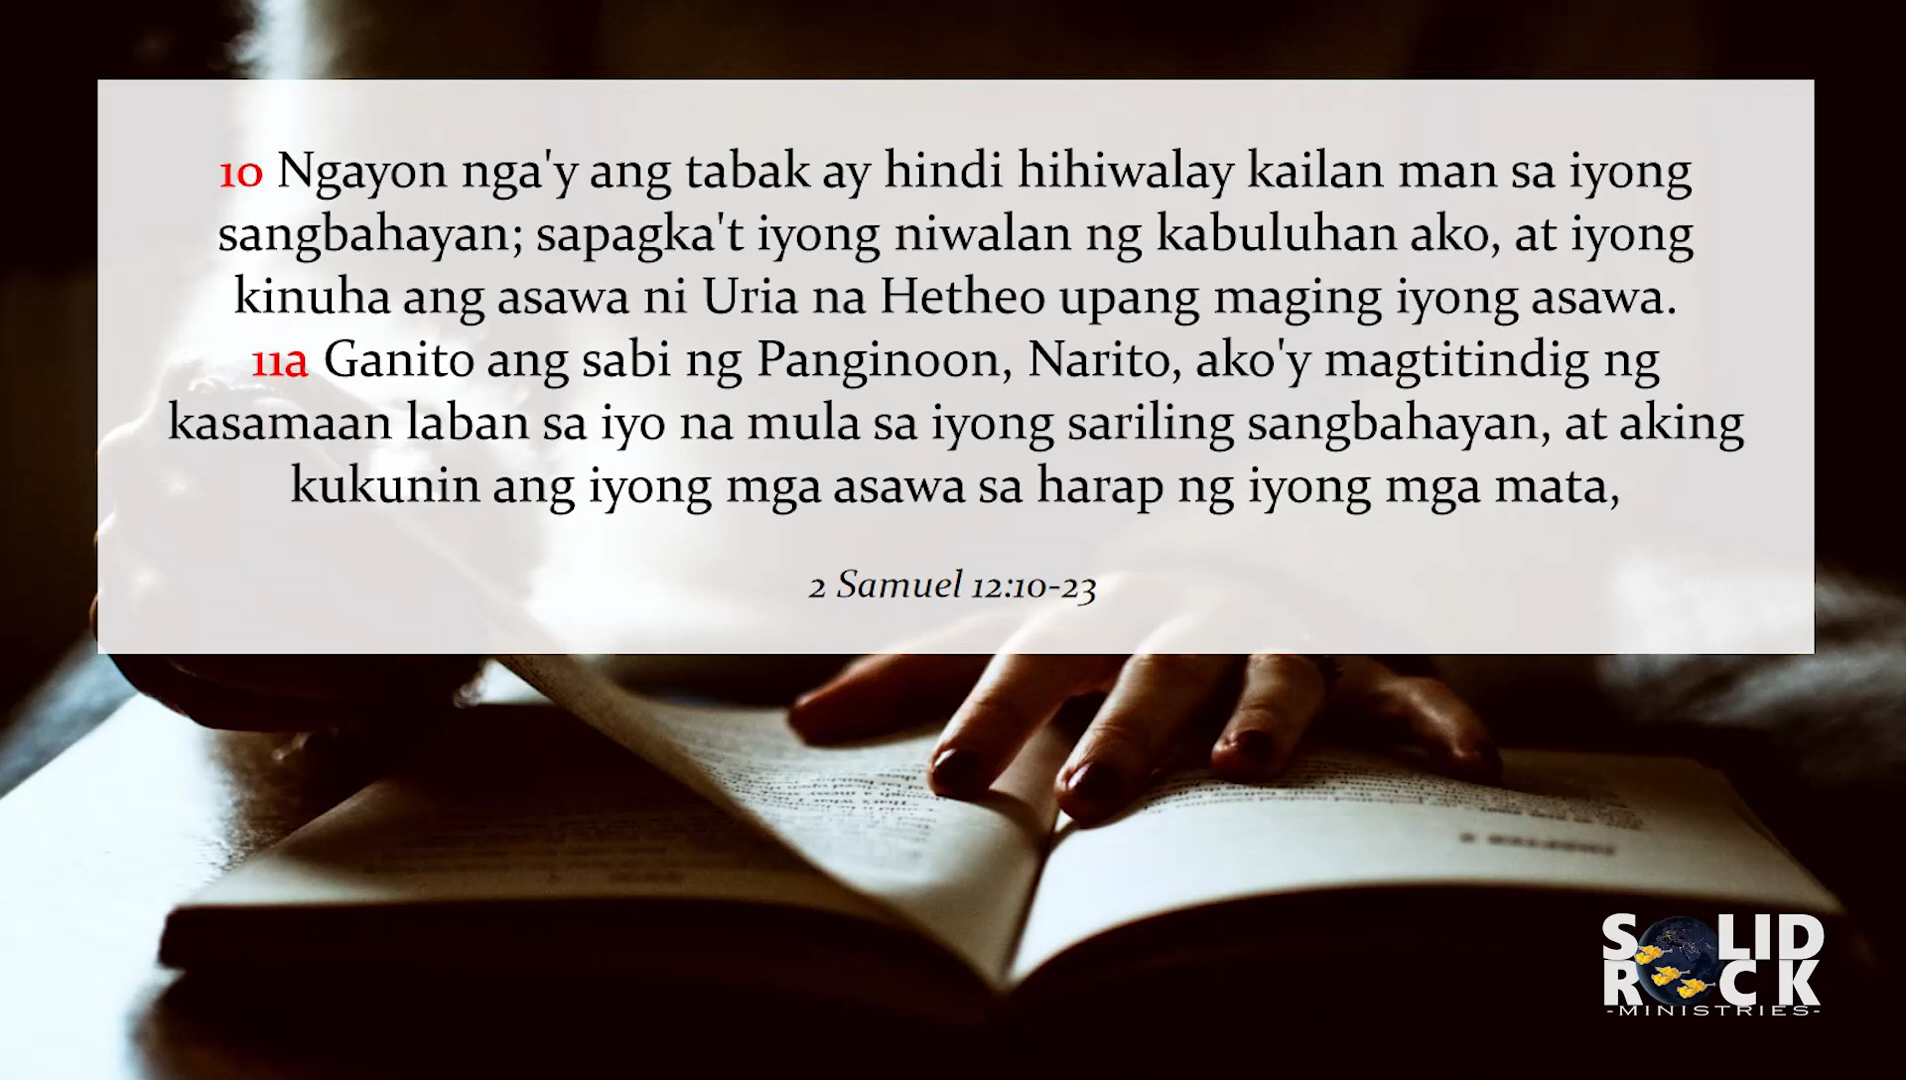 10 Ngayon nga'y ang tabak ay hindi hihiwalay kailan man sa iyong
sangbahayan; sapagka't iyong niwalan ng kabuluhan ako, at iyong
kinuha ang asawa ni Uria na Hetheo upang maging iyong asawa.
11a Ganito ang sabi ng Panginoon, Narito, ako'y magtitindig ng
kasamaan laban sa iyo na mula sa iyong sariling sangbahayan, at aking
kukunin ang iyong mga asawa sa harap ng iyong mga mata,
2 Samuel 12:10-23
SOLID
ROCK
-MINISTRIES-